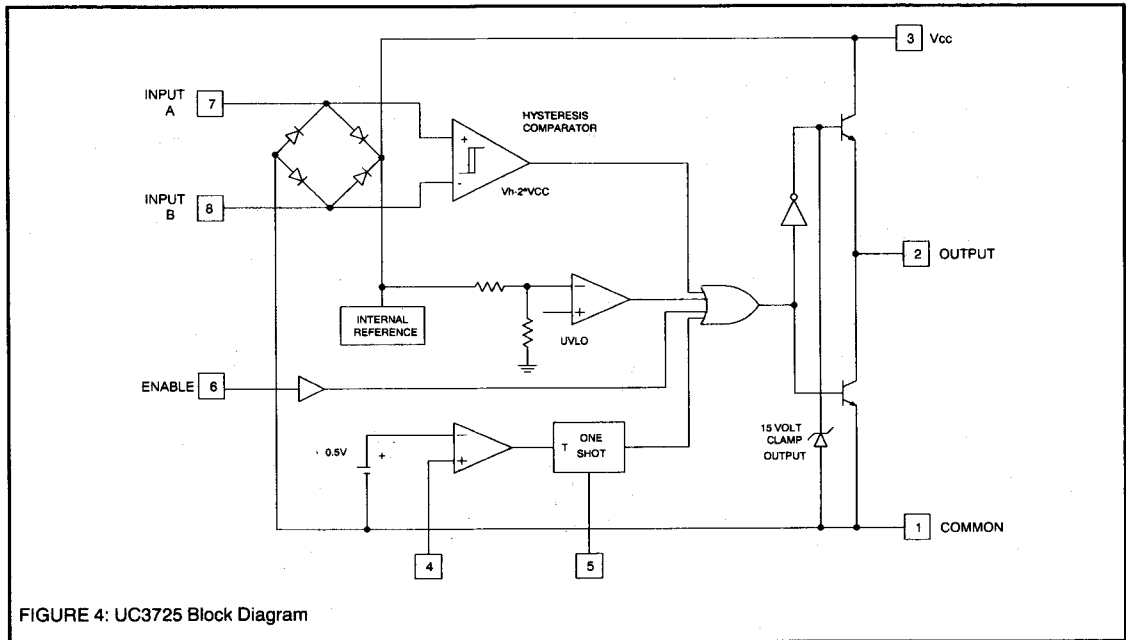 3 Vcc
INPUT
A
7
HYSTERESIS
COMPARATOR
+
-
Vh-2*VCC
INPUT
B
8
2 OUTPUT
INTERNAL
REFERENCE
−
+
UVLO
ENABLE 6
15 VOLT
CLAMP
OUTPUT
0.5V
+
−
+
T
ONE
SHOT
1 COMMON
4
5
FIGURE 4: UC3725 Block Diagram